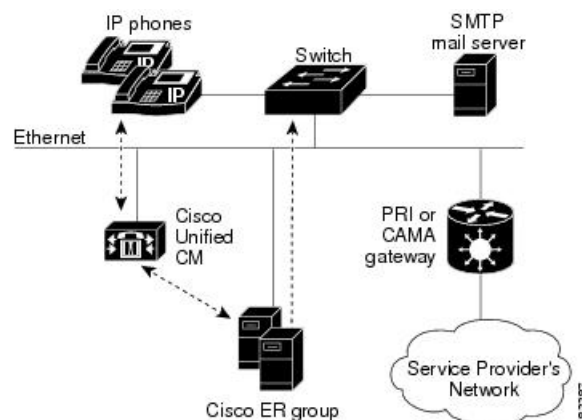 IP phones
SMTP
mail server
Switch
IP
Ethernet
Cisco
Unified
CM
M
PRI or
CAMA
gateway
Service Provider's
Network
Cisco ER group